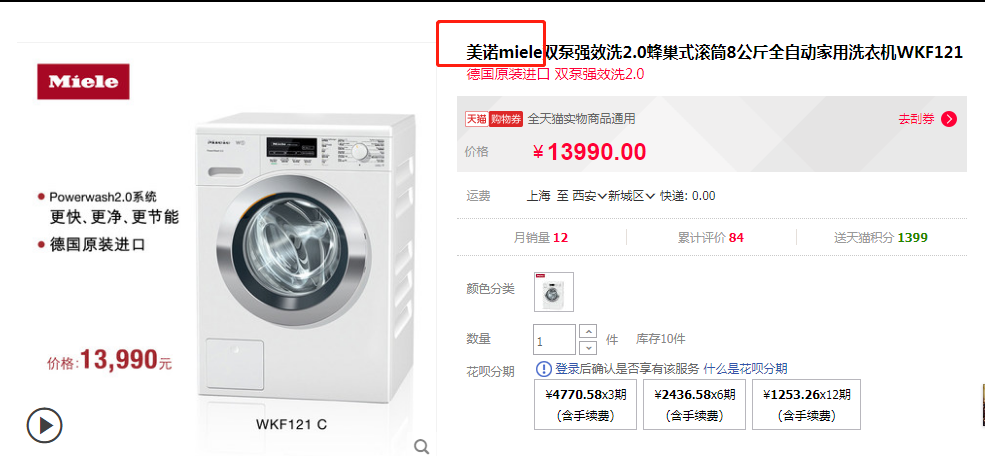 美诺miele双泵强效洗2.0蜂巢式滚筒8公斤全自动家用洗衣机WKF121
德国原装进口 双泵强效洗2.0
Miele
天猫 购物券 全天猫实物商品通用 去刮券
价格 ¥13990.00
Powerwash2.0系统
更快、更净、更节能
德国原装进口
运费 上海 至 西安 新城区 快递: 0.00
月销量 12 累计评价 84 送天猫积分 1399
颜色分类
数量 1 件 库存10件
价格:13,990元
花呗分期 登录后确认是否享有该服务 什么是花呗分期
¥4770.58x3期 ¥2436.58x6期 ¥1253.26x12期
(含手续费) (含手续费) (含手续费)
WKF121 C